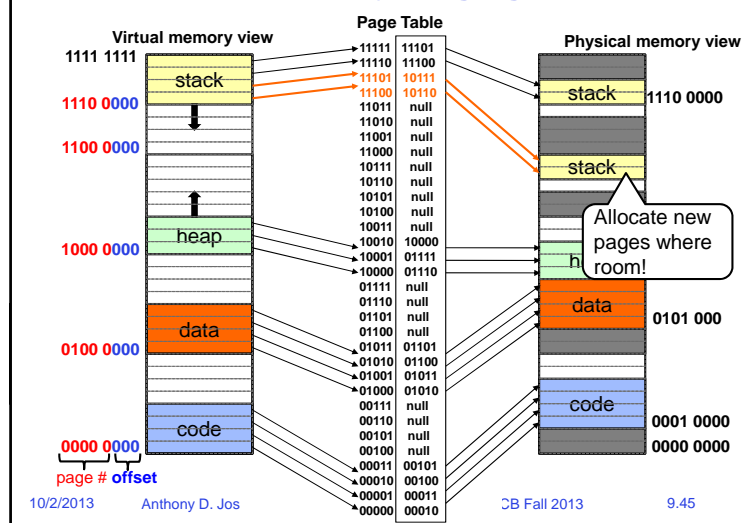 Page Table
Virtual memory view
Physical memory view
1111 1111
stack
1110 0000
1100 0000
heap
1000 0000
data
0100 0000
code
0000 0000
page # offset
11111 11101
11110 11100
11101 10111
11100 10110
11011 null
11010 null
11001 null
11000 null
10111 null
10110 null
10101 null
10100 null
10011 null
10010 10000
10001 01111
10000 01110
01111 null
01110 null
01101 null
01100 null
01011 01101
01010 01100
01001 01011
01000 01010
00111 null
00110 null
00101 null
00100 null
00011 00101
00010 00100
00001 00011
00000 00010
stack
1110 0000
stack
Allocate new
pages where
room!
data
0101 000
code
0001 0000
0000 0000
10/2/2013 Anthony D. Jos CB Fall 2013 9.45